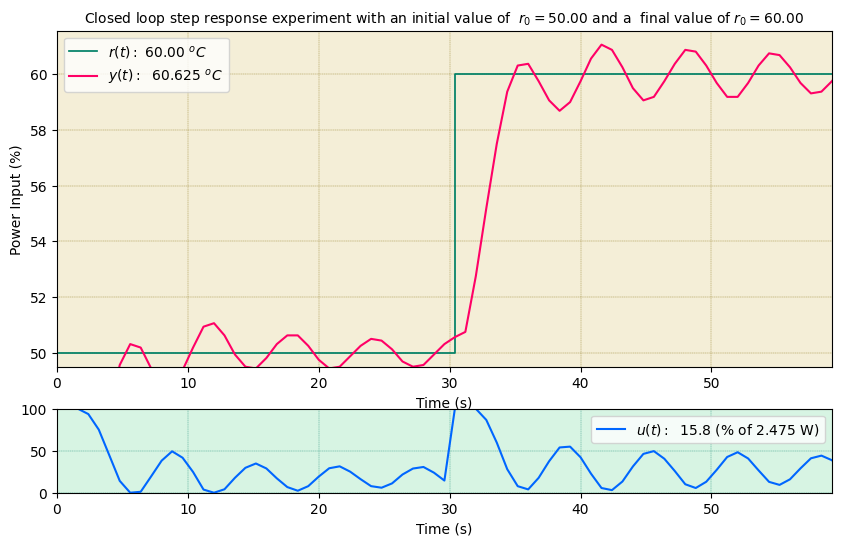 Closed loop step response experiment with an initial value of r₀ = 50.00 and a final value of r₀ = 60.00
r(t): 60.00 °C
y(t): 60.625 °C
Power Input (%)
60
58
56
54
52
50
0 10 20 30 40 50
Time (s)
100
50
0
u(t): 15.8 (% of 2.475 W)
0 10 20 30 40 50
Time (s)